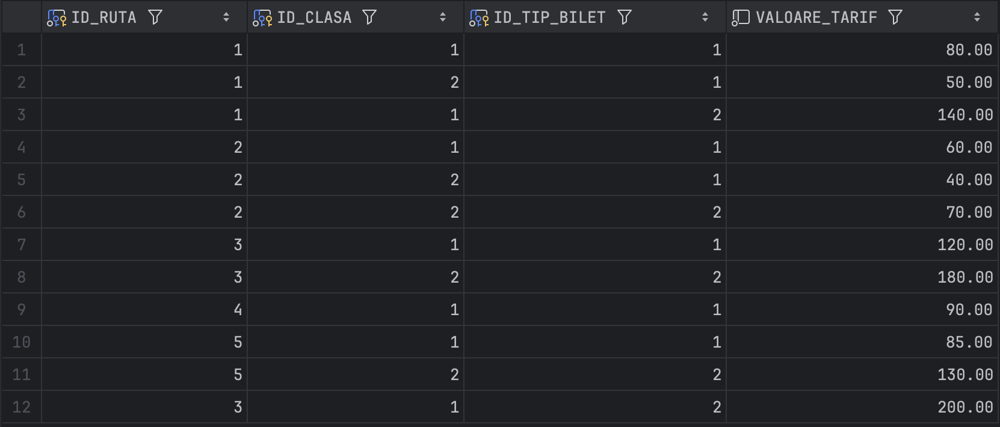 ID_RUTA ID_CLASA ID_TIP_BILET VALOARE_TARIF
1 1 1 1 80.00
2 1 2 1 50.00
3 1 1 2 140.00
4 2 1 1 60.00
5 2 2 1 40.00
6 2 2 2 70.00
7 3 1 1 120.00
8 3 2 2 180.00
9 4 1 1 90.00
10 5 1 1 85.00
11 5 2 2 130.00
12 3 1 2 200.00